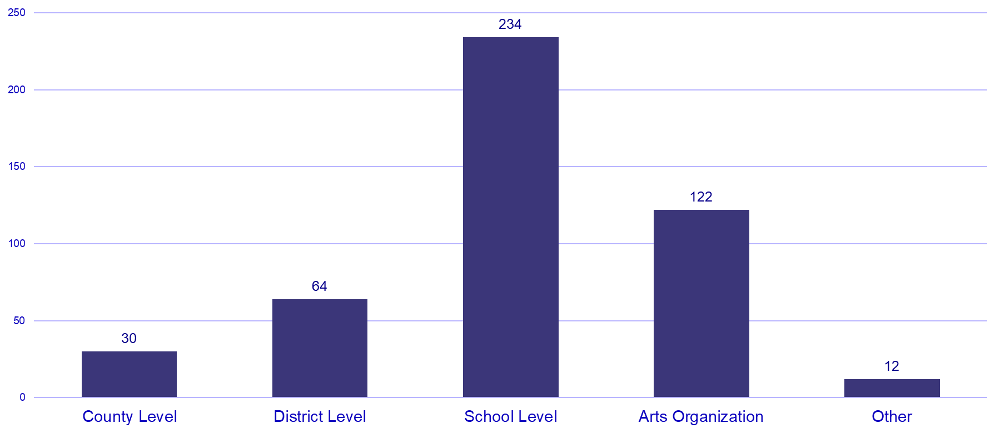 250
234
200
150
122
100
64
50
30
12
0
County Level
District Level
School Level
Arts Organization
Other